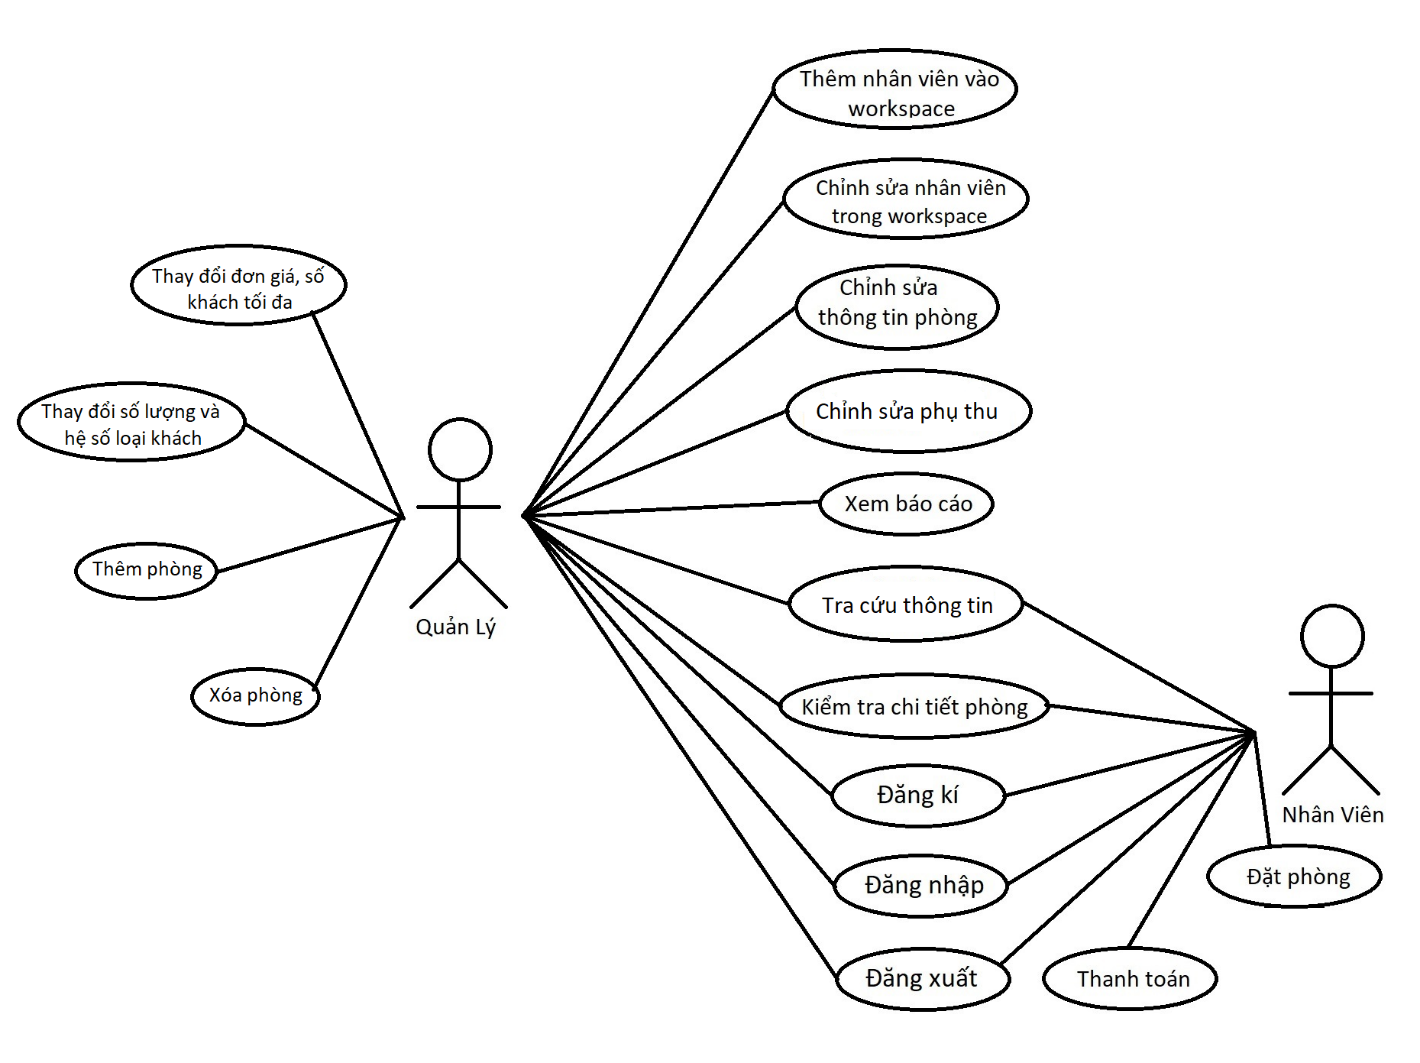 Thêm nhân viên vào
workspace
Chỉnh sửa nhân viên
trong workspace
Thay đổi đơn giá, số
khách tối đa
Chỉnh sửa
thông tin phòng
Thay đổi số lượng và
hệ số loại khách
Chỉnh sửa phụ thu
Xem báo cáo
Thêm phòng
Quản Lý
Tra cứu thông tin
Xóa phòng
Kiểm tra chi tiết phòng
Đăng kí
Nhân Viên
Đăng nhập
Đặt phòng
Đăng xuất
Thanh toán